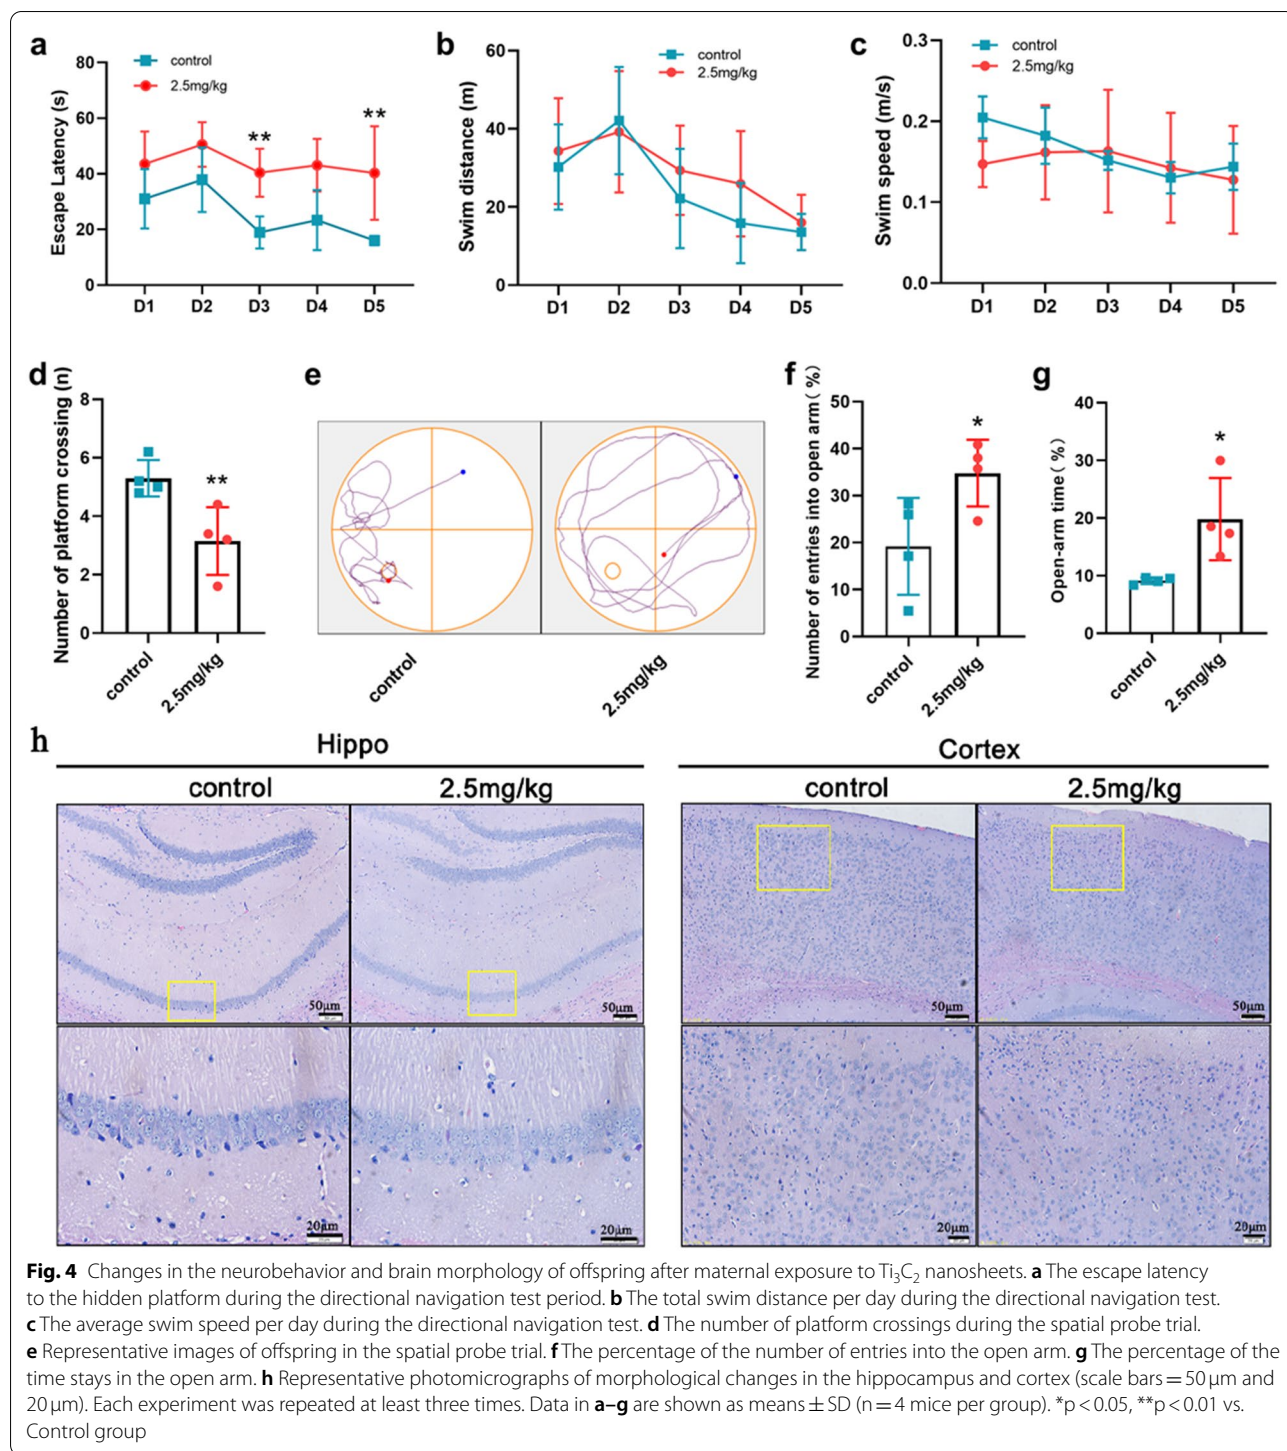 a
control
2.5mg/kg
Escape Latency (s)
80
60
40
20
0
**
**
D1 D2 D3 D4 D5
b
control
2.5mg/kg
Swim distance (m)
60
40
20
0
D1 D2 D3 D4 D5
c
control
2.5mg/kg
Swim speed (m/s)
0.3
0.2
0.1
0.0
D1 D2 D3 D4 D5
d
Number of platform crossing (n)
8
6
4
2
0
**
control
2.5mg/kg
e
control
2.5mg/kg
f
Number of entries into open arm( %)
50
40
30
20
10
0
*
control
2.5mg/kg
g
Open-arm time( %)
40
30
20
10
0
*
control
2.5mg/kg
h
Hippo
control 2.5mg/kg
50μm
50μm
20μm
20μm
Cortex
control 2.5mg/kg
50μm
50μm
20μm
20μm
Fig. 4 Changes in the neurobehavior and brain morphology of offspring after maternal exposure to Ti₃C₂ nanosheets. a The escape latency
to the hidden platform during the directional navigation test period. b The total swim distance per day during the directional navigation test.
c The average swim speed per day during the directional navigation test. d The number of platform crossings during the spatial probe trial.
e Representative images of offspring in the spatial probe trial. f The percentage of the number of entries into the open arm. g The percentage of the
time stays in the open arm. h Representative photomicrographs of morphological changes in the hippocampus and cortex (scale bars = 50 μm and
20 μm). Each experiment was repeated at least three times. Data in a–g are shown as means ± SD (n = 4 mice per group). *p < 0.05, **p < 0.01 vs.
Control group